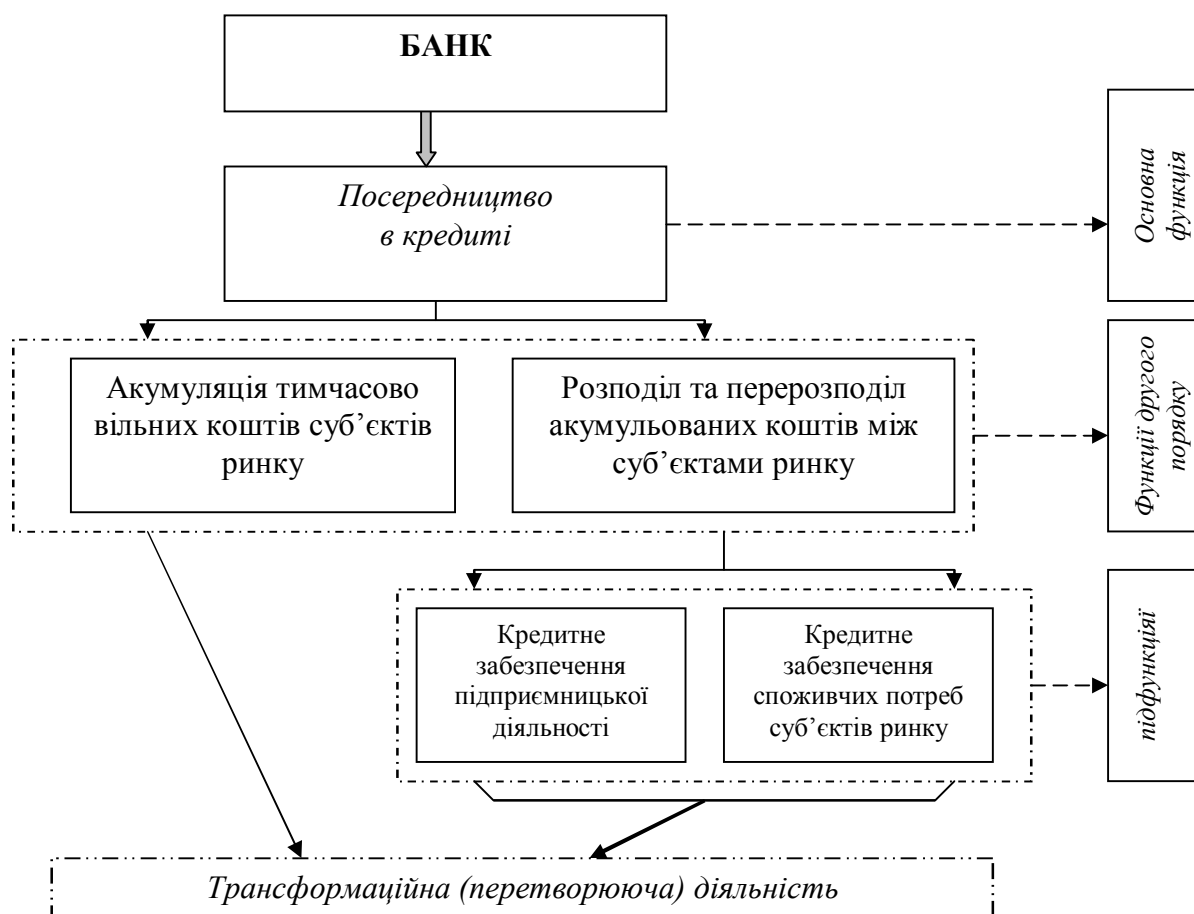 БАНК
Посередництво
в кредиті
Основна
функція
Акумуляція тимчасово
вільних коштів суб’єктів
ринку
Розподіл та перерозподіл
акумульованих коштів між
суб’єктами ринку
Функції другого
порядку
Кредитне
забезпечення
підприємницької
діяльності
Кредитне
забезпечення
споживчих потреб
суб’єктів ринку
підфункціяї
Трансформаційна (перетворююча) діяльність